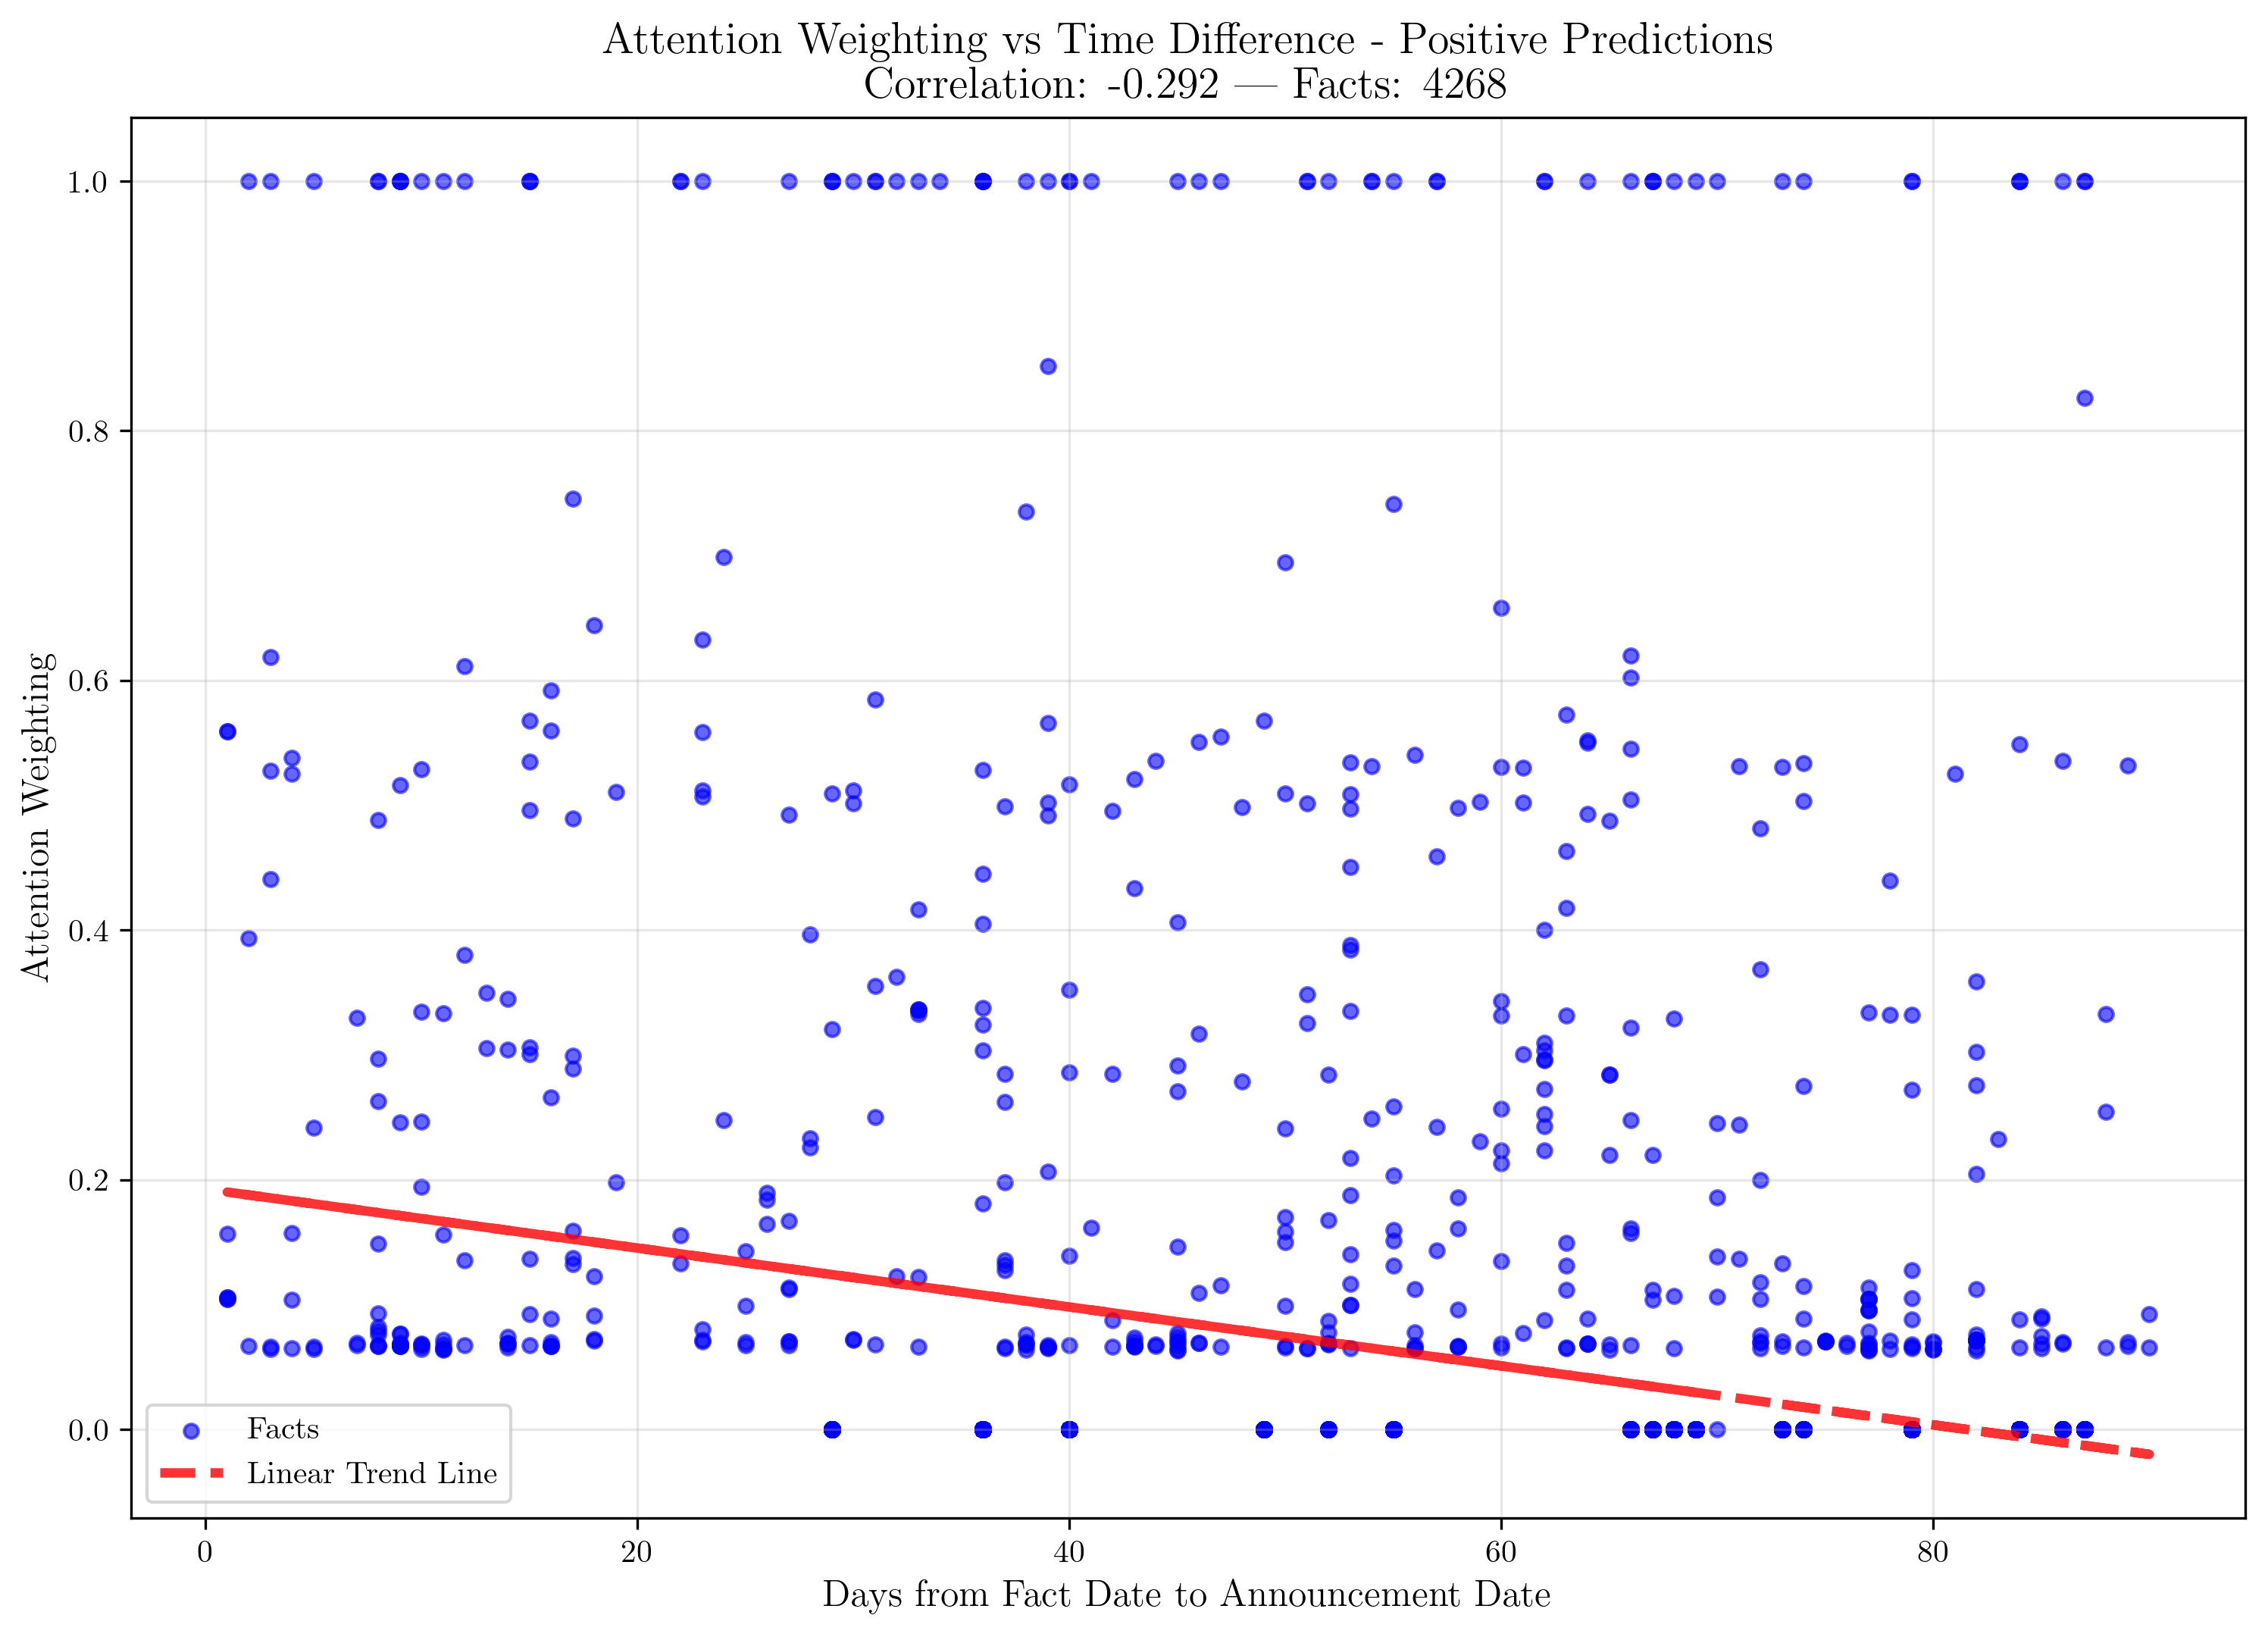 Attention Weighting vs Time Difference - Positive Predictions
Correlation: -0.292 — Facts: 4268
Attention Weighting
1.0
0.8
0.6
0.4
0.2
0.0
Facts
Linear Trend Line
0 20 40 60 80
Days from Fact Date to Announcement Date